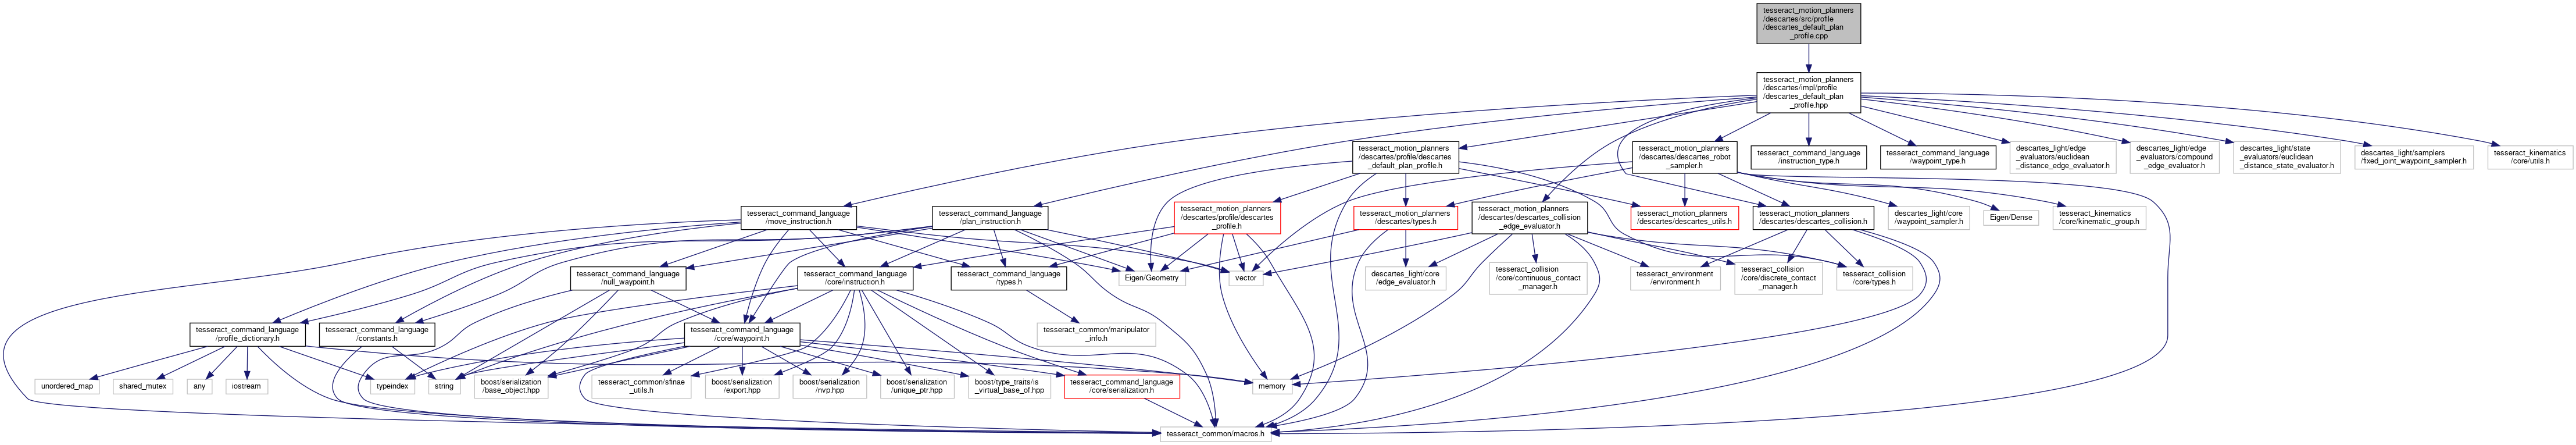 tesseract_motion_planners
/descartes/src/profile
/descartes_default_plan
_profile.cpp
tesseract_motion_planners
/descartes/impl/profile
/descartes_default_plan
_profile.hpp
tesseract_motion_planners
/descartes/profile/descartes
_default_plan_profile.h
tesseract_motion_planners
/descartes/descartes_robot
_sampler.h
tesseract_command_language
/instruction_type.h
tesseract_command_language
/waypoint_type.h
descartes_light/edge
_evaluators/euclidean
_distance_edge_evaluator.h
descartes_light/edge
_evaluators/compound
_edge_evaluator.h
descartes_light/state
_evaluators/euclidean
_distance_state_evaluator.h
descartes_light/samplers
/fixed_joint_waypoint_sampler.h
tesseract_kinematics
/core/utils.h
tesseract_command_language
/move_instruction.h
tesseract_command_language
/plan_instruction.h
tesseract_motion_planners
/descartes/profile/descartes
_profile.h
tesseract_motion_planners
/descartes/types.h
tesseract_motion_planners
/descartes/descartes_collision
_edge_evaluator.h
tesseract_motion_planners
/descartes/descartes_utils.h
tesseract_motion_planners
/descartes/descartes_collision.h
descartes_light/core
/waypoint_sampler.h
Eigen/Dense
tesseract_kinematics
/core/kinematic_group.h
tesseract_command_language
/null_waypoint.h
tesseract_command_language
/core/instruction.h
tesseract_command_language
/types.h
Eigen/Geometry
vector
descartes_light/core
/edge_evaluator.h
tesseract_collision
/core/continuous_contact
_manager.h
tesseract_environment
/environment.h
tesseract_collision
/core/discrete_contact
_manager.h
tesseract_collision
/core/types.h
tesseract_command_language
/profile_dictionary.h
tesseract_command_language
/constants.h
tesseract_command_language
/core/waypoint.h
tesseract_common/manipulator
_info.h
unordered_map
shared_mutex
any
iostream
typeindex
string
boost/serialization
/base_object.hpp
tesseract_common/sfinae
_utils.h
boost/serialization
/export.hpp
boost/serialization
/nvp.hpp
boost/serialization
/unique_ptr.hpp
boost/type_traits/is
_virtual_base_of.hpp
tesseract_command_language
/core/serialization.h
memory
tesseract_common/macros.h